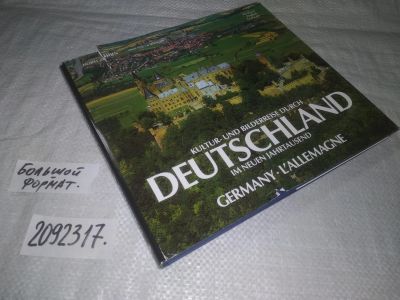 KULTUR- UND BILDERREISE DURCH
DEUTSCHLAND
IM NEUEN JAHRTAUSEND
GERMANY · L'ALLEMAGNE
БОЛЬШОЙ
ФОРМАТ.
2092317.